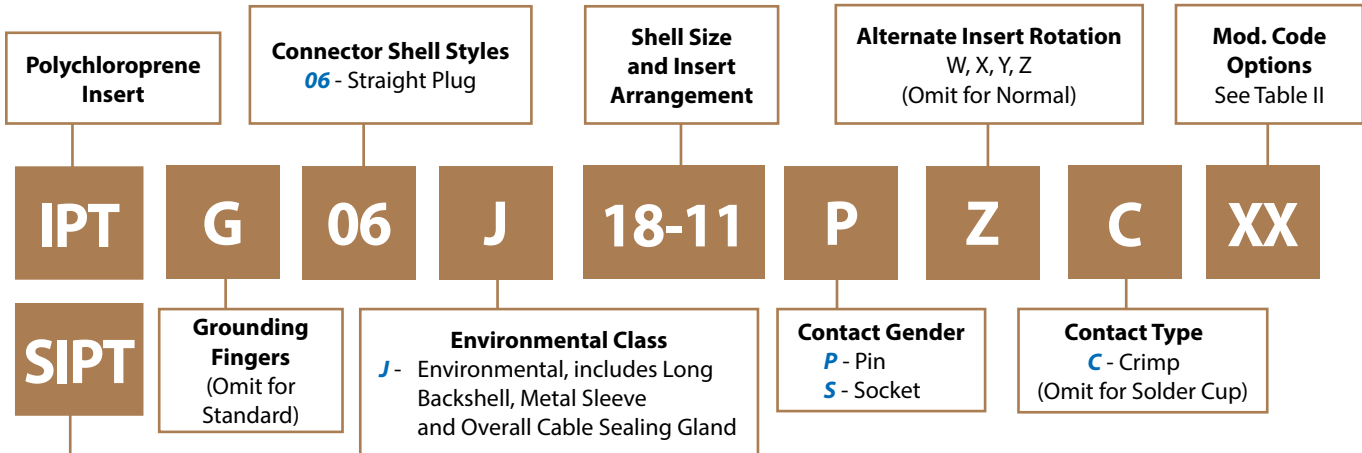 Polychloroprene
Insert
Connector Shell Styles
06 - Straight Plug
Shell Size
and Insert
Arrangement
Alternate Insert Rotation
W, X, Y, Z
(Omit for Normal)
Mod. Code
Options
See Table II
IPT G 06 J 18-11 P Z C XX
SIPT
Grounding
Fingers
(Omit for
Standard)
Environmental Class
J - Environmental, includes Long
Backshell, Metal Sleeve
and Overall Cable Sealing Gland
Contact Gender
P - Pin
S - Socket
Contact Type
C - Crimp
(Omit for Solder Cup)